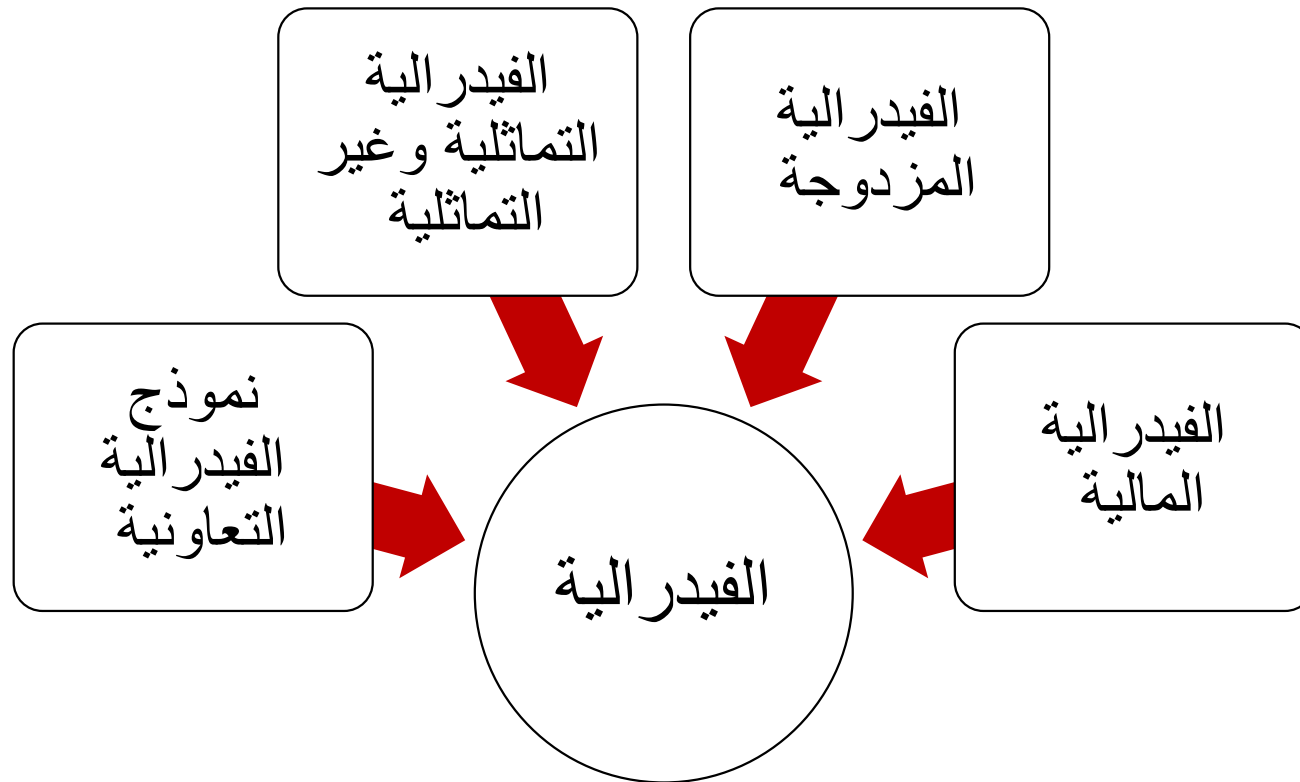 الفيدرالية
المزدوجة
الفيدرالية
التماثلية وغير
التماثلية
الفيدرالية
المالية
نموذج
الفيدرالية
التعاونية
الفيدرالية